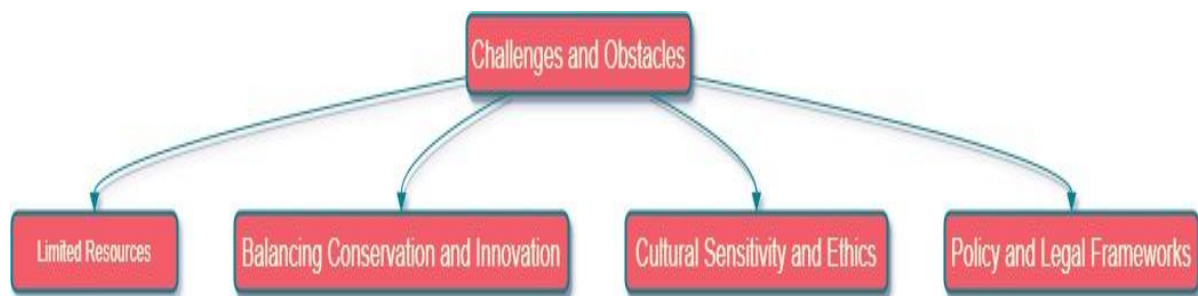 Challenges and Obstacles
Limited Resources
Balancing Conservation and Innovation
Cultural Sensitivity and Ethics
Policy and Legal Frameworks